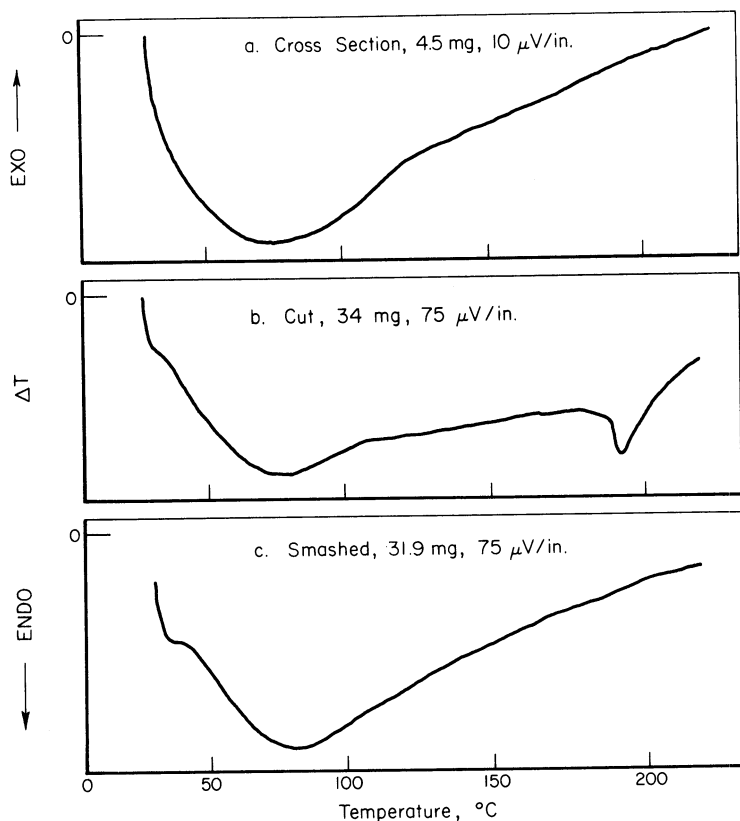 0
a. Cross Section, 4.5 mg, 10 μV/in.
EXO
0
b. Cut, 34 mg, 75 μV/in.
ΔT
0
c. Smashed, 31.9 mg, 75 μV/in.
ENDO
0 50 100 150 200
Temperature, °C